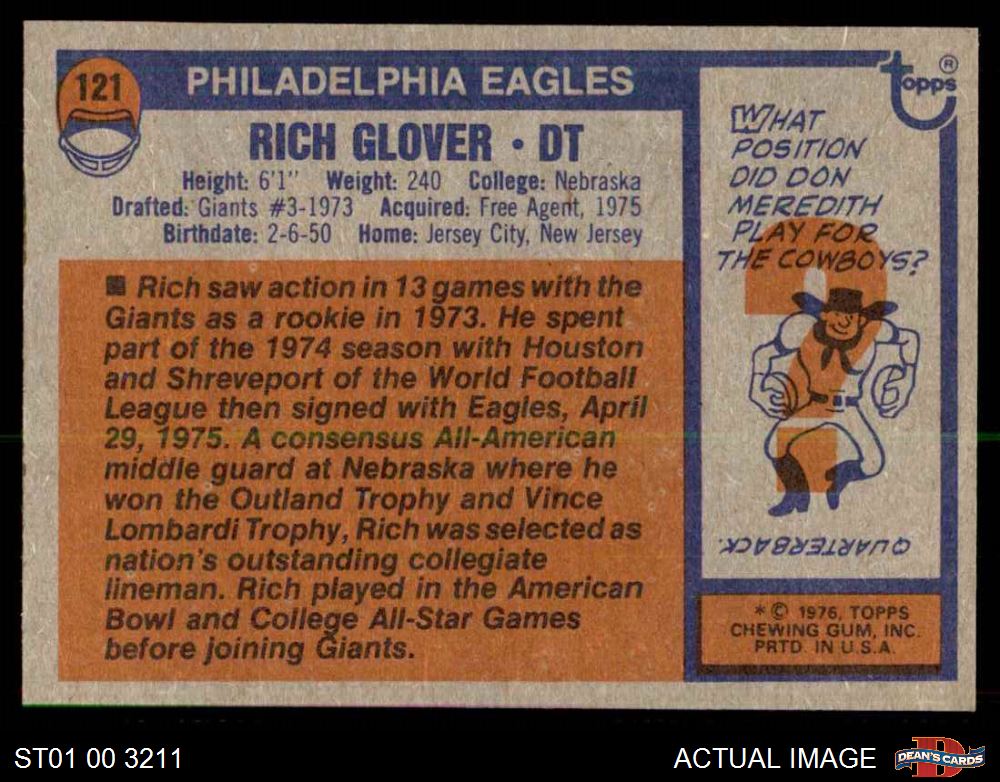 121
PHILADELPHIA EAGLES
RICH GLOVER • DT
Height: 6'1" Weight: 240 College: Nebraska
Drafted: Giants #3-1973 Acquired: Free Agent, 1975
Birthdate: 2-6-50 Home: Jersey City, New Jersey
■ Rich saw action in 13 games with the
Giants as a rookie in 1973. He spent
part of the 1974 season with Houston
and Shreveport of the World Football
League then signed with Eagles, April
29, 1975. A consensus All-American
middle guard at Nebraska where he
won the Outland Trophy and Vince
Lombardi Trophy, Rich was selected as
nation's outstanding collegiate
lineman. Rich played in the American
Bowl and College All-Star Games
before joining Giants.
topps®
WHAT
POSITION
DID DON
MEREDITH
PLAY FOR
THE COWBOYS?
?
6
QUARTERBACK.
* © 1976, TOPPS
CHEWING GUM, INC.
PRTD. IN U.S.A.
ST01 00 3211
ACTUAL IMAGE
D
DEAN'S CARDS